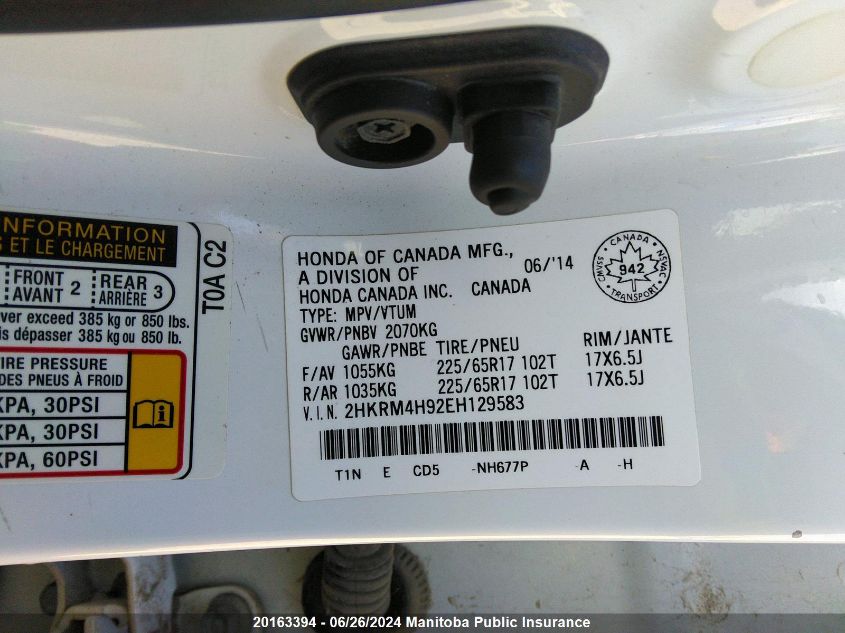 INFORMATION
S ET LE CHARGEMENT
FRONT AVANT 2
REAR ARRIÈRE 3
T0A C2
ver exceed 385 kg or 850 lbs.
is dépasser 385 kg ou 850 lb.
IRE PRESSURE
DES PNEUS À FROID
KPA, 30PSI
KPA, 30PSI
KPA, 60PSI
HONDA OF CANADA MFG.,
A DIVISION OF 06/'14
HONDA CANADA INC. CANADA
TYPE: MPV/VTUM
GVWR/PNBV 2070KG
GAWR/PNBE TIRE/PNEU RIM/JANTE
F/AV 1055KG 225/65R17 102T 17X6.5J
R/AR 1035KG 225/65R17 102T 17X6.5J
V.I.N. 2HKRM4H92EH129583
T1N E CD5 -NH677P -A -H
CANADA
NSVAC
942
TRANSPORT
CMVSS
20163394 - 06/26/2024 Manitoba Public Insurance